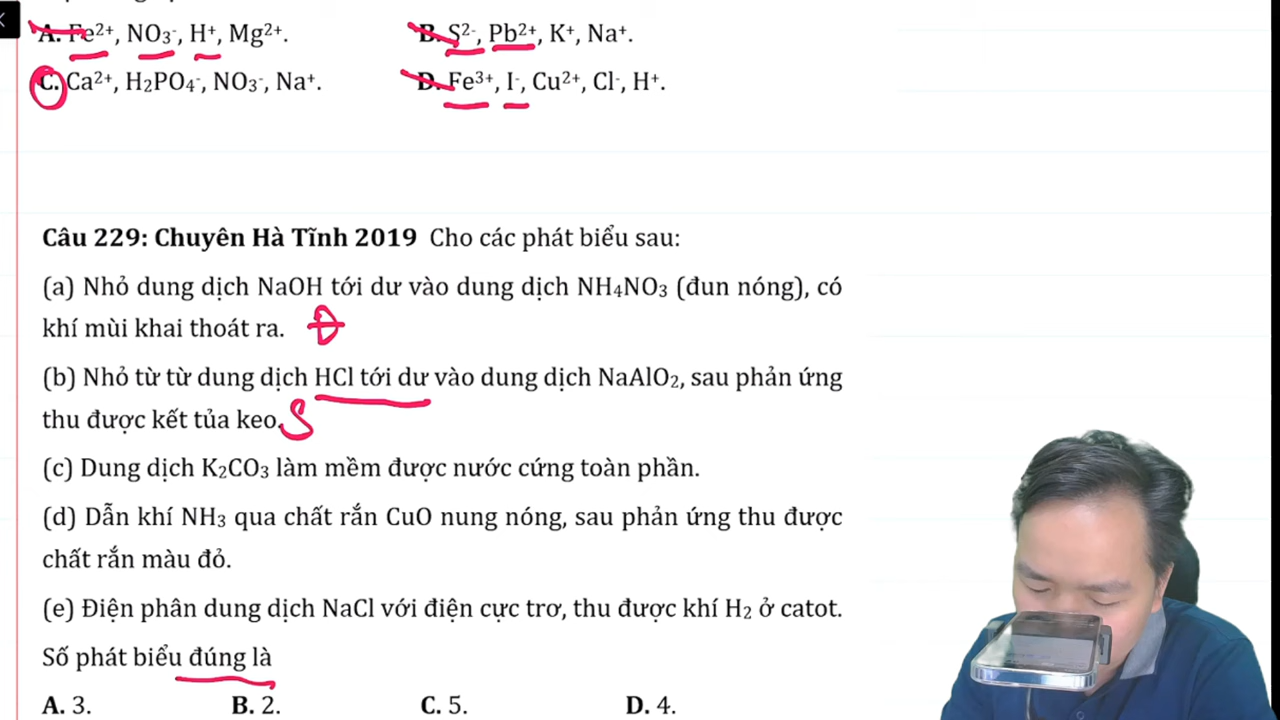 A. Fe²⁺, NO₃⁻, H⁺, Mg²⁺. B. S²⁻, Pb²⁺, K⁺, Na⁺.
C. Ca²⁺, H₂PO₄⁻, NO₃⁻, Na⁺. D. Fe³⁺, I⁻, Cu²⁺, Cl⁻, H⁺.
Câu 229: Chuyên Hà Tĩnh 2019 Cho các phát biểu sau:
(a) Nhỏ dung dịch NaOH tới dư vào dung dịch NH₄NO₃ (đun nóng), có
khí mùi khai thoát ra. Đ
(b) Nhỏ từ từ dung dịch HCl tới dư vào dung dịch NaAlO₂, sau phản ứng
thu được kết tủa keo. S
(c) Dung dịch K₂CO₃ làm mềm được nước cứng toàn phần.
(d) Dẫn khí NH₃ qua chất rắn CuO nung nóng, sau phản ứng thu được
chất rắn màu đỏ.
(e) Điện phân dung dịch NaCl với điện cực trơ, thu được khí H₂ ở catot.
Số phát biểu đúng là
A. 3. B. 2. C. 5. D. 4.